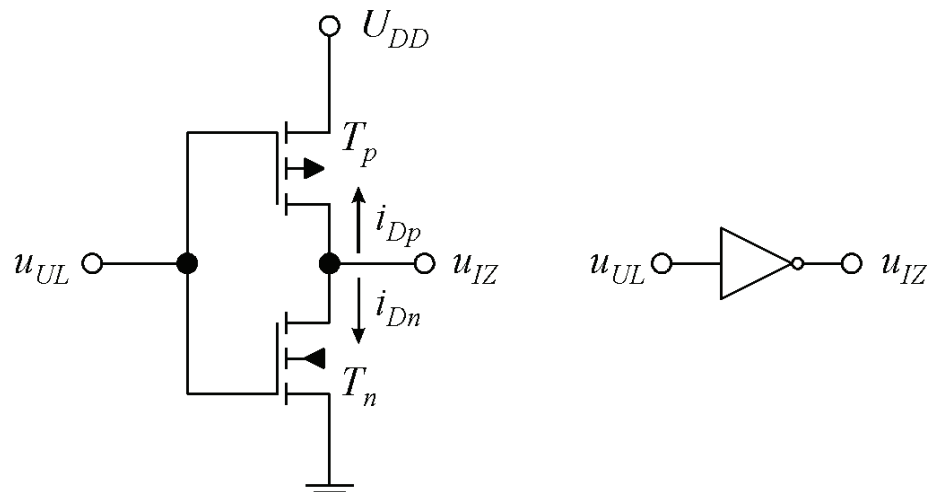 U_DD
T_p
i_Dp
u_UL u_IZ u_UL u_IZ
i_Dn
T_n